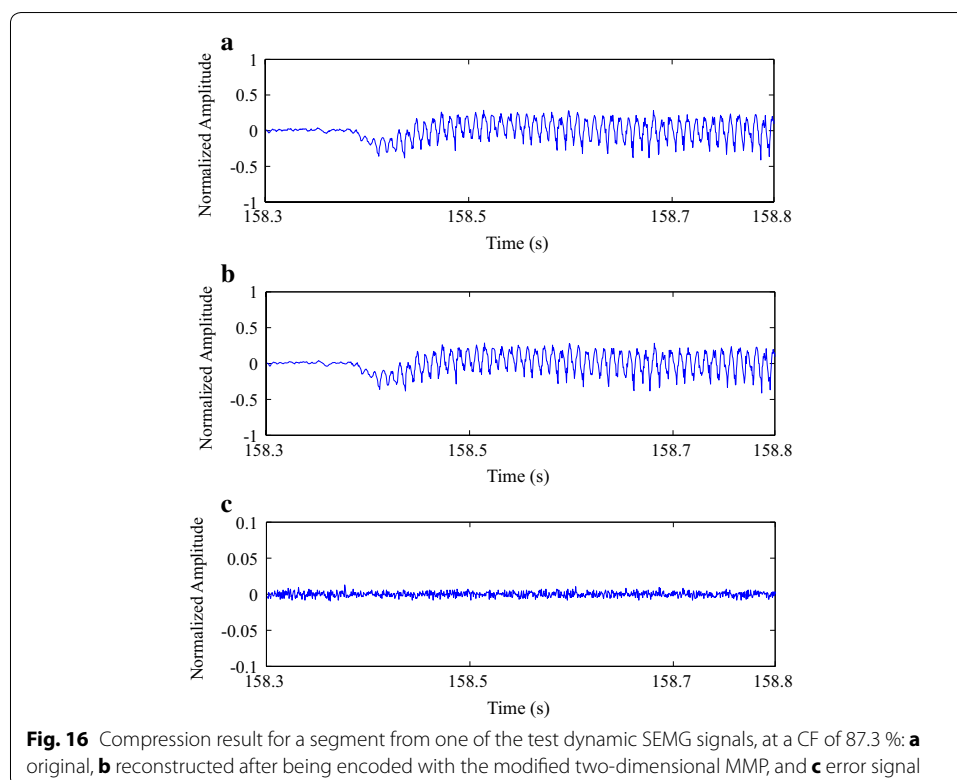 a
1
0.5
0
-0.5
-1
Normalized Amplitude
158.3 158.5 158.7 158.8
Time (s)
b
1
0.5
0
-0.5
-1
Normalized Amplitude
158.3 158.5 158.7 158.8
Time (s)
c
0.1
0.05
0
-0.05
-0.1
Normalized Amplitude
158.3 158.5 158.7 158.8
Time (s)
Fig. 16 Compression result for a segment from one of the test dynamic SEMG signals, at a CF of 87.3 %: a
original, b reconstructed after being encoded with the modified two-dimensional MMP, and c error signal